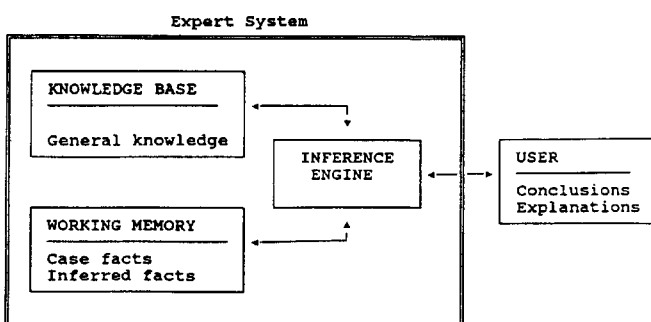 Expert System
KNOWLEDGE BASE
General knowledge
INFERENCE
ENGINE
USER
Conclusions
Explanations
WORKING MEMORY
Case facts
Inferred facts